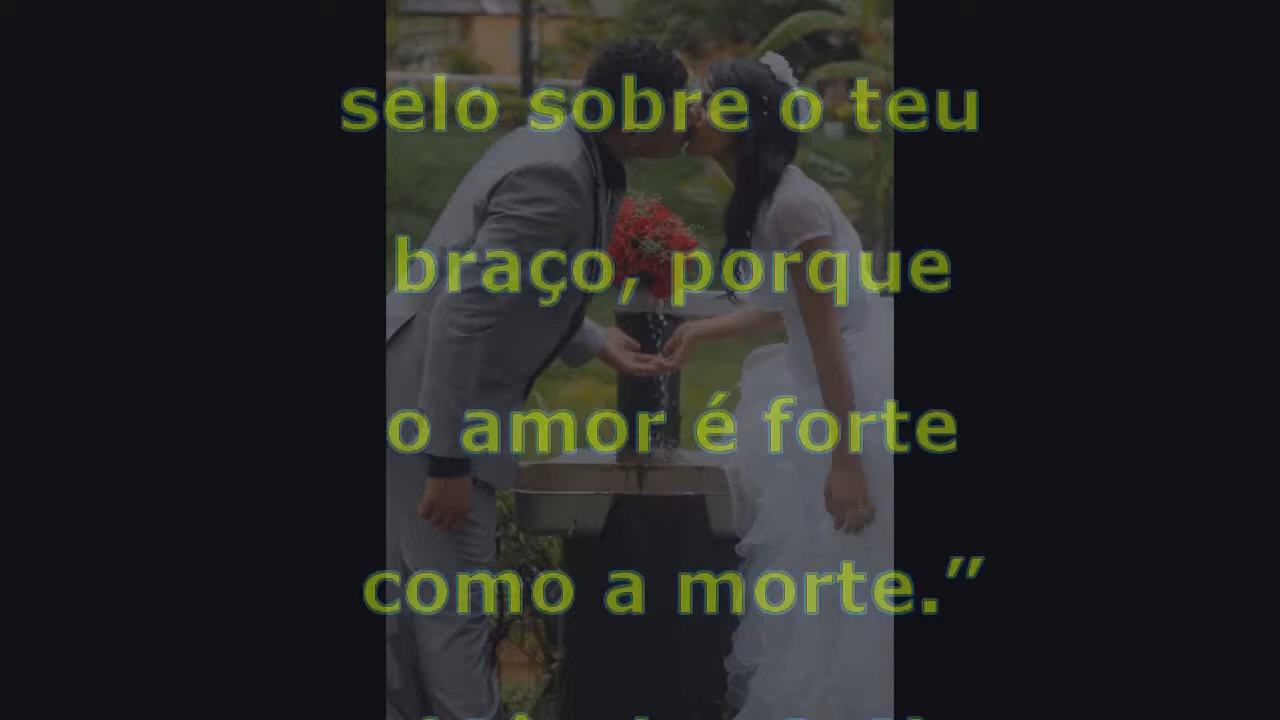 selo sobre o teu
braço, porque
o amor é forte
como a morte.”